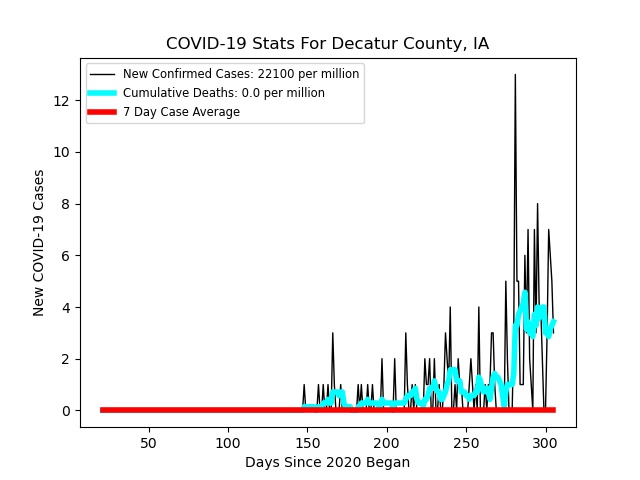 COVID-19 Stats For Decatur County, IA
New Confirmed Cases: 22100 per million
Cumulative Deaths: 0.0 per million
7 Day Case Average
New COVID-19 Cases
12
10
8
6
4
2
0
50 100 150 200 250 300
Days Since 2020 Began